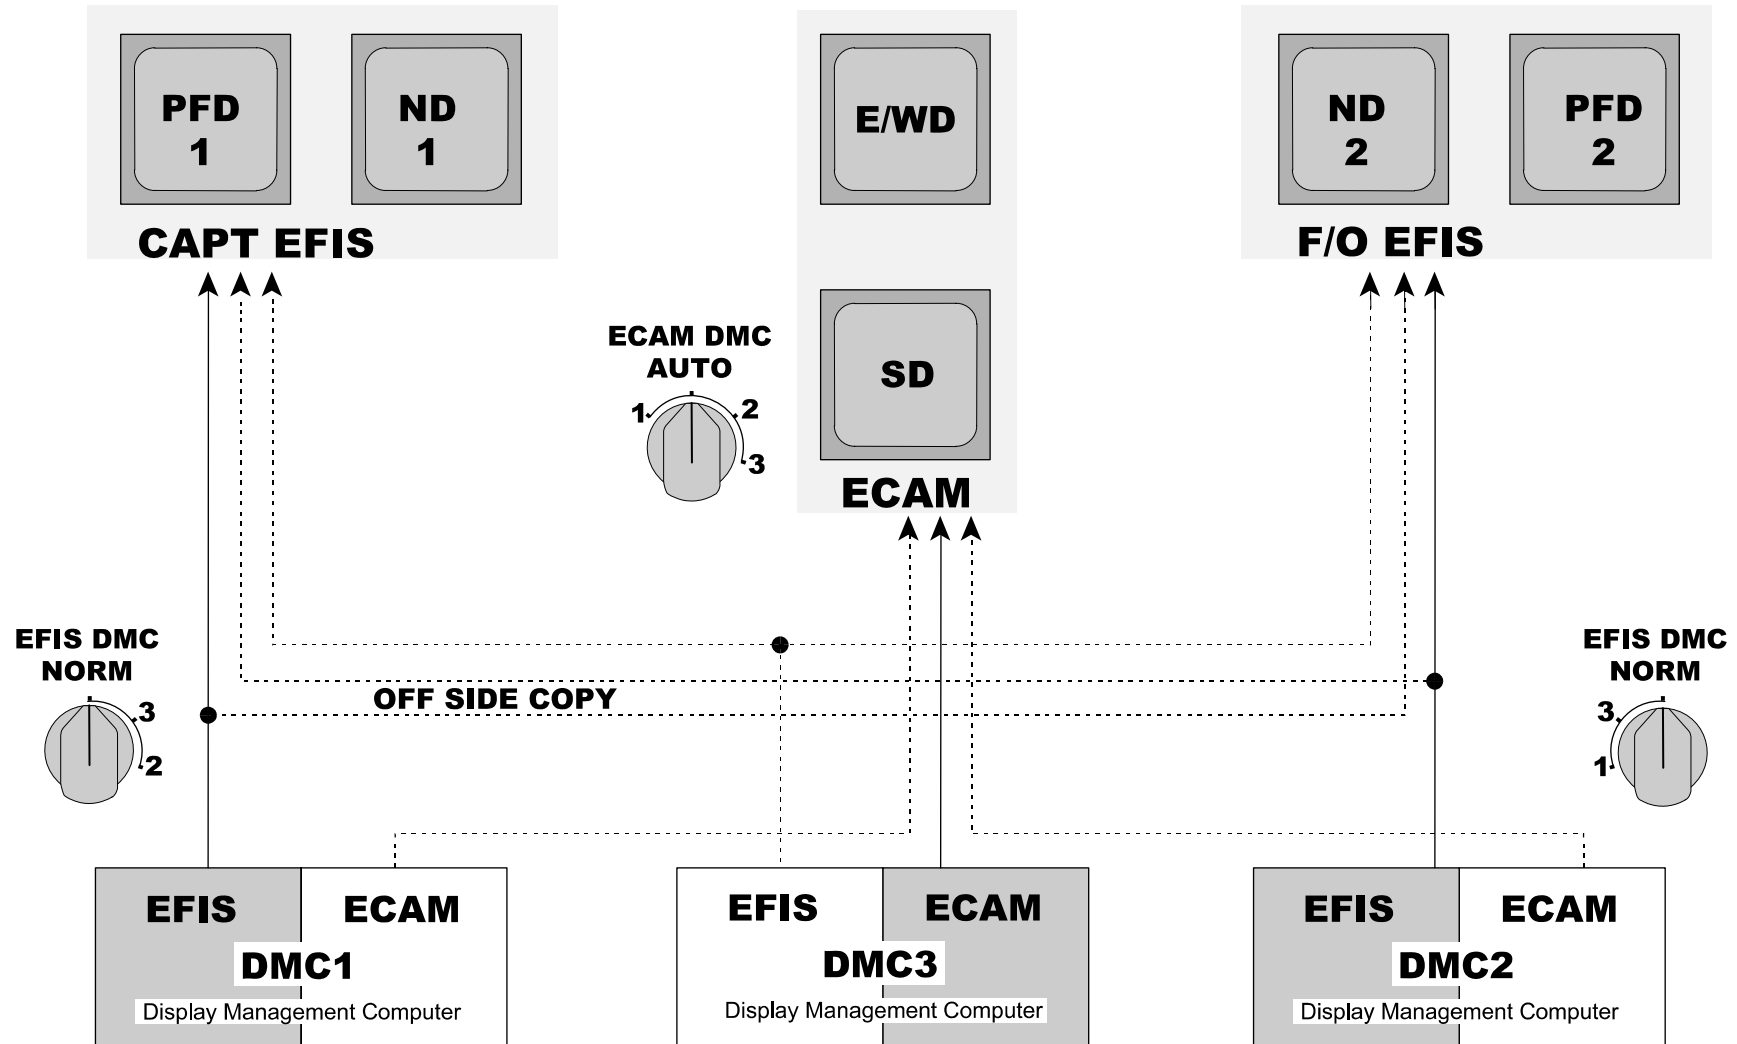 PFD
1
ND
1
CAPT EFIS
E/WD
ND
2
PFD
2
F/O EFIS
ECAM DMC
AUTO
1
2
3
SD
ECAM
EFIS DMC
NORM
3
2
OFF SIDE COPY
EFIS DMC
NORM
3
1
EFIS
ECAM
DMC1
Display Management Computer
EFIS
ECAM
DMC3
Display Management Computer
EFIS
ECAM
DMC2
Display Management Computer